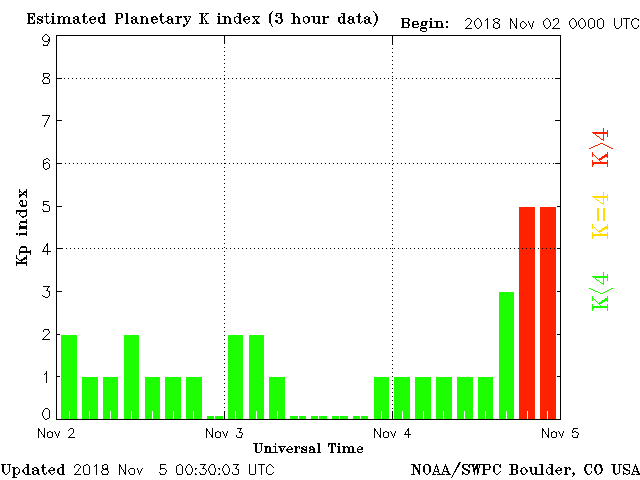 Estimated Planetary K index (3 hour data)
Begin: 2018 Nov 02 0000 UTC
9
8
7
6
5
4
3
2
1
0
Kp index
K>4
K=4
K<4
Nov 2
Nov 3
Nov 4
Nov 5
Universal Time
Updated 2018 Nov 5 00:30:03 UTC
NOAA/SWPC Boulder, CO USA